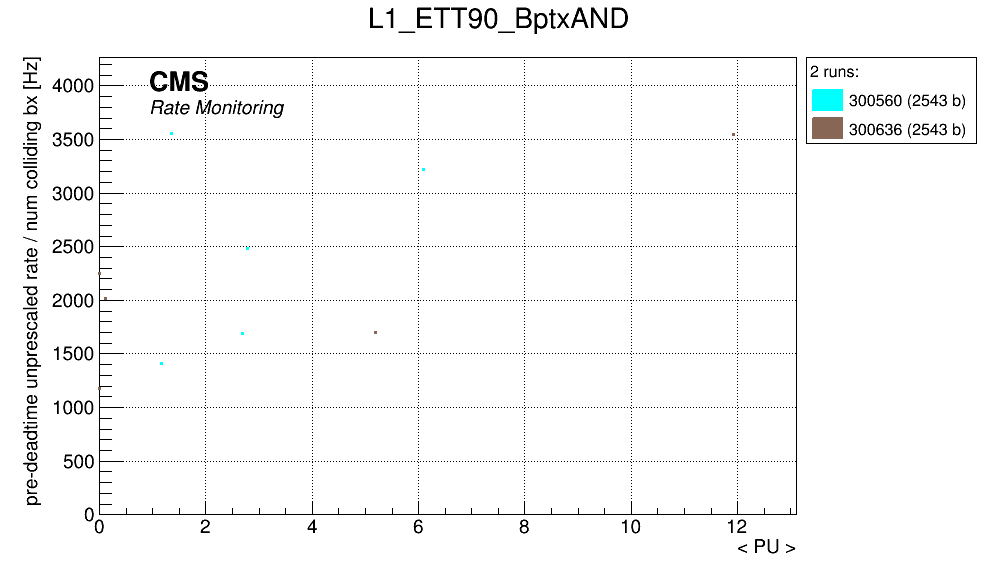 L1_ETT90_BptxAND
pre-deadtime unprescaled rate / num colliding bx [Hz]
4000
3500
3000
2500
2000
1500
1000
500
0
CMS
Rate Monitoring
2 runs:
300560 (2543 b)
300636 (2543 b)
0 2 4 6 8 10 12
< PU >